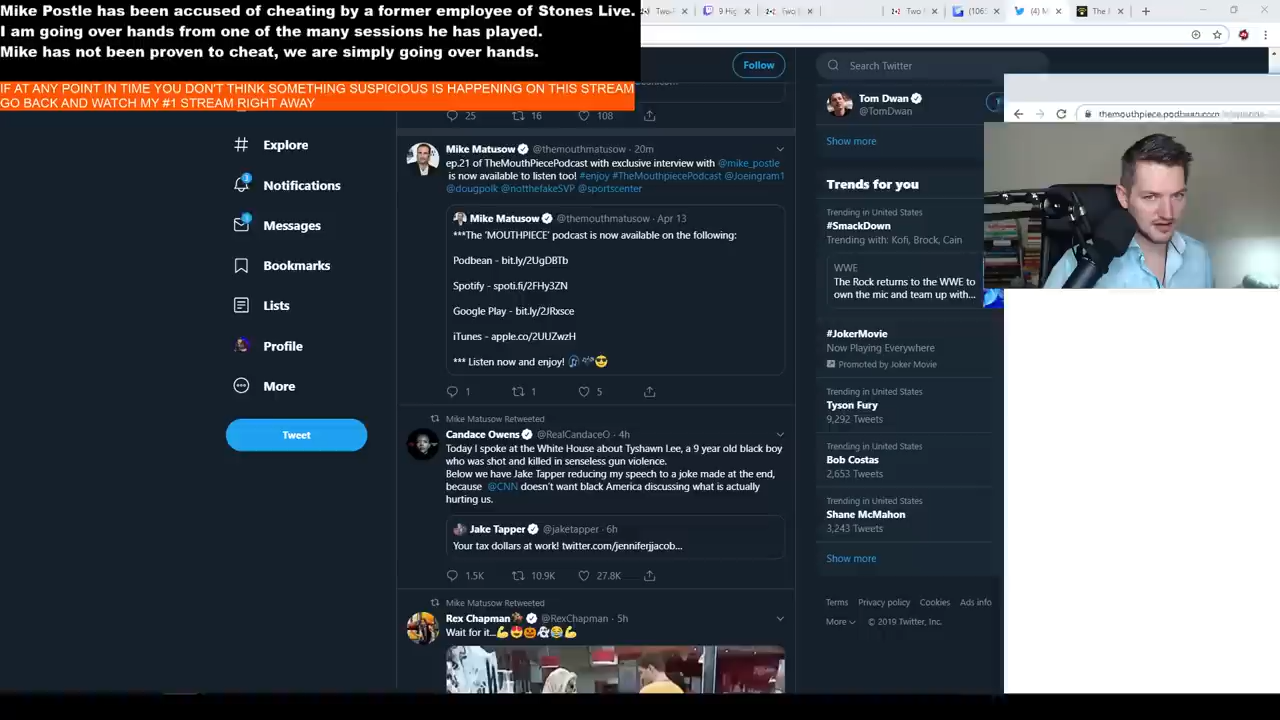 Mike Postle has been accused of cheating by a former employee of Stones Live.
I am going over hands from one of the many sessions he has played.
Mike has not been proven to cheat, we are simply going over hands.
IF AT ANY POINT IN TIME YOU DON'T THINK SOMETHING SUSPICIOUS IS HAPPENING ON THIS STREAM
GO BACK AND WATCH MY #1 STREAM RIGHT AWAY
Explore
Notifications
Messages
Bookmarks
Lists
Profile
More
Tweet
Follow
25 16 108
Mike Matusow @themouthmatusow · 20m
ep.21 of TheMouthPiecePodcast with exclusive interview with @mike_postle
is now available to listen too! #enjoy #TheMouthpiecePodcast @Joeingram1
@dougpolk @notthefakeSVP @sportscenter
Mike Matusow @themouthmatusow · Apr 13
***The 'MOUTHPIECE' podcast is now available on the following:
Podbean - bit.ly/2UgDBTb
Spotify - spoti.fi/2FHy3ZN
Google Play - bit.ly/2JRxsce
iTunes - apple.co/2UUZwzH
*** Listen now and enjoy!
1 1 5
Mike Matusow Retweeted
Candace Owens @RealCandaceO · 4h
Today I spoke at the White House about Tyshawn Lee, a 9 year old black boy
who was shot and killed in senseless gun violence.
Below we have Jake Tapper reducing my speech to a joke made at the end,
because @CNN doesn't want black America discussing what is actually
hurting us.
Jake Tapper @jaketapper · 6h
Your tax dollars at work! twitter.com/jenniferjjacob...
1.5K 10.9K 27.8K
Mike Matusow Retweeted
Rex Chapman @RexChapman · 5h
Wait for it...
Search Twitter
Tom Dwan
@TomDwan
Show more
Trends for you
Trending in United States
#SmackDown
Trending with: Kofi, Brock, Cain
WWE
The Rock returns to the WWE to
own the mic and team up with...
#JokerMovie
Now Playing Everywhere
Promoted by Joker Movie
Trending in United States
Tyson Fury
9,292 Tweets
Trending in United States
Bob Costas
2,653 Tweets
Trending in United States
Shane McMahon
3,243 Tweets
Show more
Terms Privacy policy Cookies Ads info
More © 2019 Twitter, Inc.
themouthpiece.podbean.com